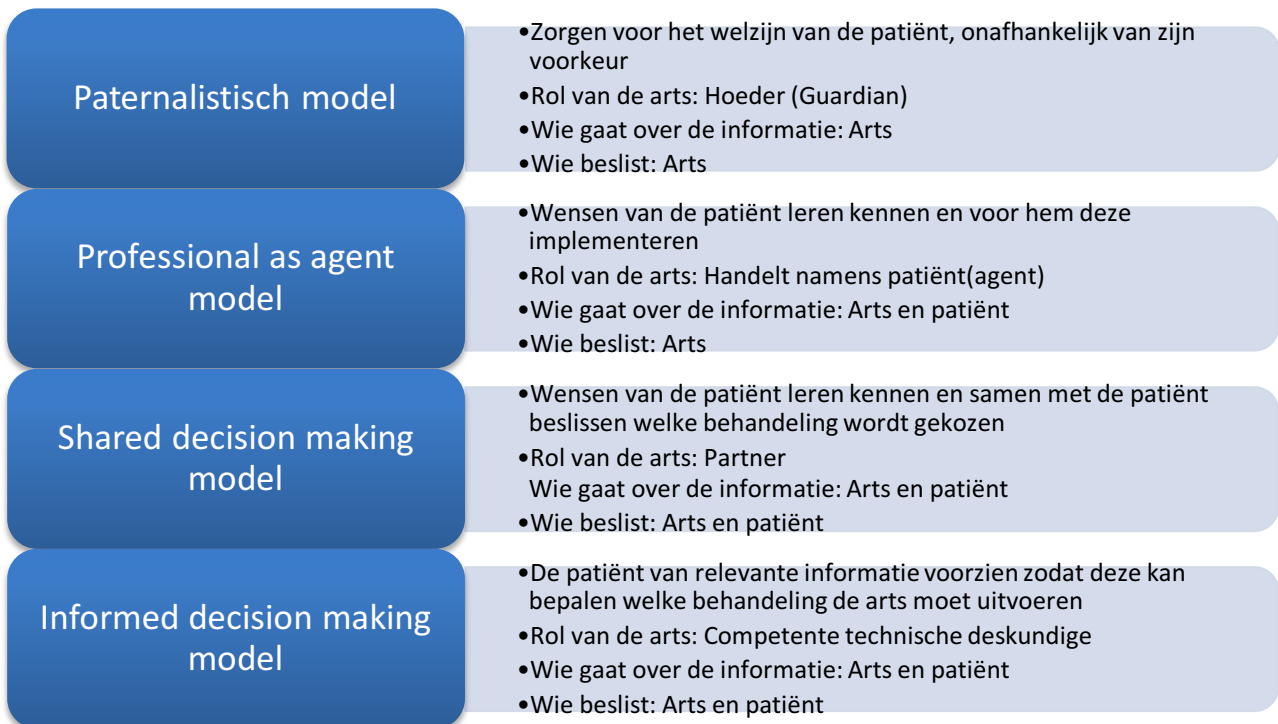 Paternalistisch model
•Zorgen voor het welzijn van de patiënt, onafhankelijk van zijn
voorkeur
•Rol van de arts: Hoeder (Guardian)
•Wie gaat over de informatie: Arts
•Wie beslist: Arts
Professional as agent
model
•Wensen van de patiënt leren kennen en voor hem deze
implementeren
•Rol van de arts: Handelt namens patiënt(agent)
•Wie gaat over de informatie: Arts en patiënt
•Wie beslist: Arts
Shared decision making
model
•Wensen van de patiënt leren kennen en samen met de patiënt
beslissen welke behandeling wordt gekozen
•Rol van de arts: Partner
Wie gaat over de informatie: Arts en patiënt
•Wie beslist: Arts en patiënt
Informed decision making
model
•De patiënt van relevante informatie voorzien zodat deze kan
bepalen welke behandeling de arts moet uitvoeren
•Rol van de arts: Competente technische deskundige
•Wie gaat over de informatie: Arts en patiënt
•Wie beslist: Arts en patiënt